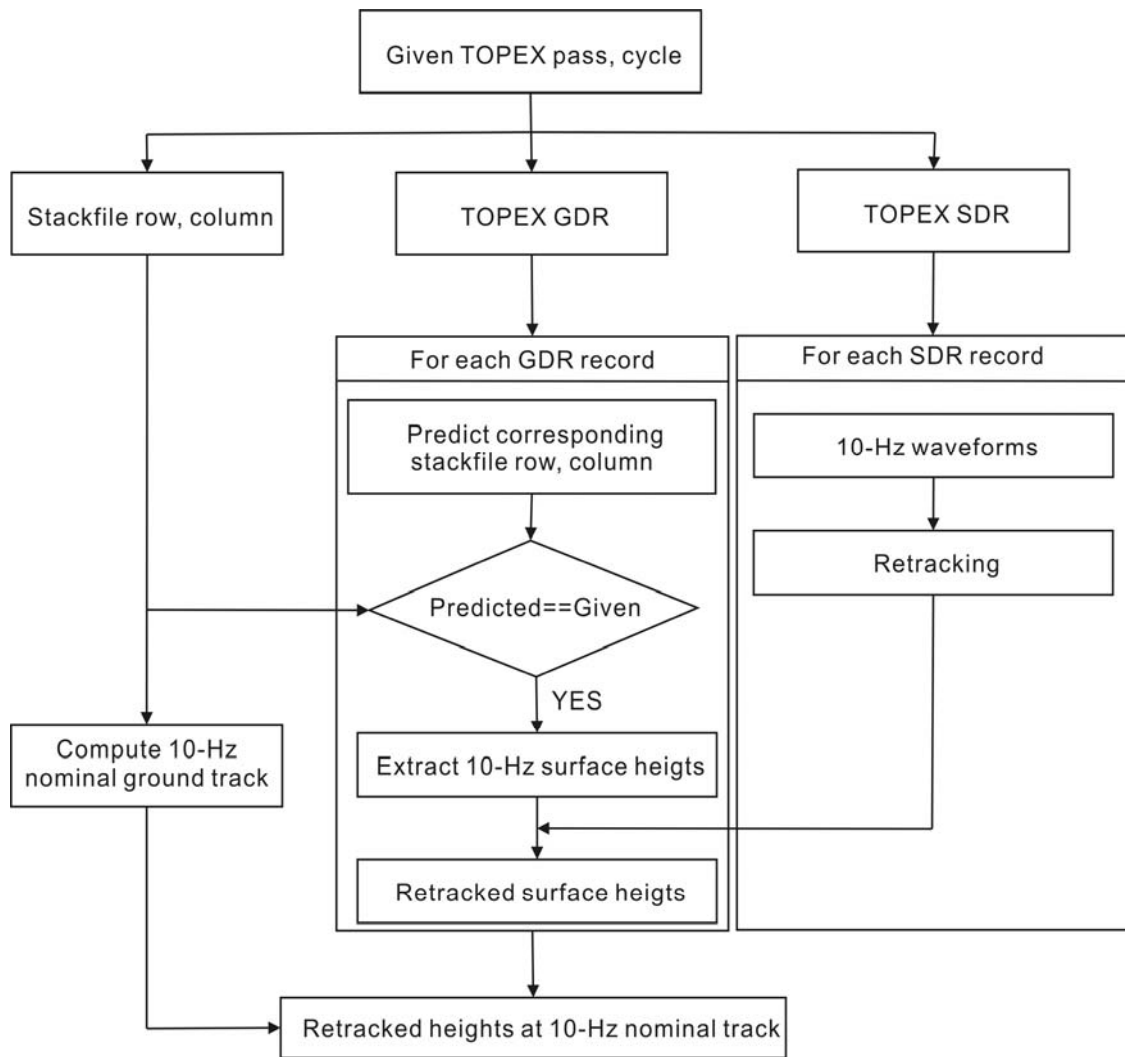 Given TOPEX pass, cycle
Stackfile row, column
TOPEX GDR
TOPEX SDR
For each GDR record
For each SDR record
Predict corresponding
stackfile row, column
10-Hz waveforms
Retracking
Predicted==Given
YES
Compute 10-Hz
nominal ground track
Extract 10-Hz surface heigts
Retracked surface heigts
Retracked heights at 10-Hz nominal track